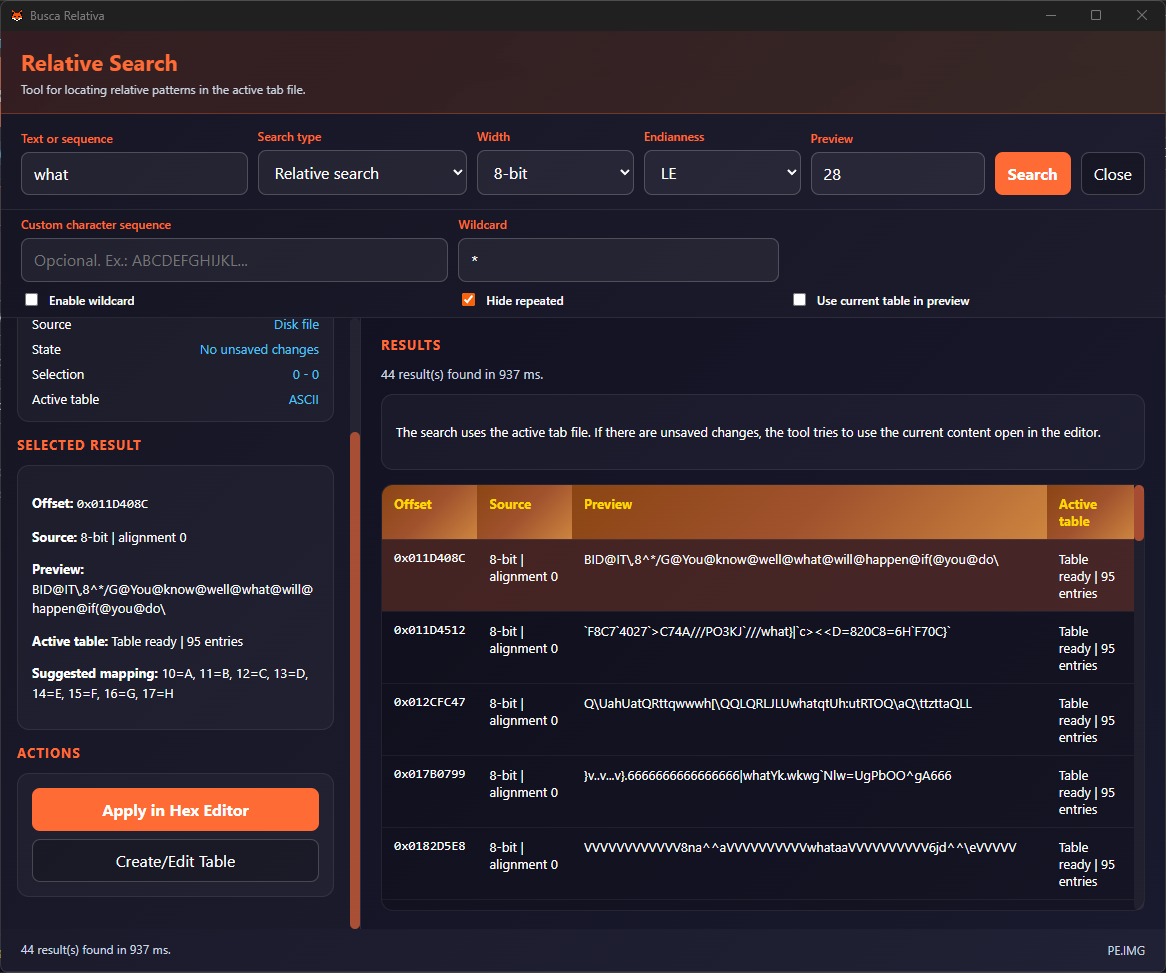 Busca Relativa
Relative Search
Tool for locating relative patterns in the active tab file.
Text or sequence
Search type
Width
Endianness
Preview
what
Relative search
8-bit
LE
28
Search
Close
Custom character sequence
Wildcard
Opcional. Ex.: ABCDEFGHIJKL...
*
Enable wildcard
Hide repeated
Use current table in preview
Source Disk file
State No unsaved changes
Selection 0 - 0
Active table ASCII
SELECTED RESULT
Offset: 0x011D408C
Source: 8-bit | alignment 0
Preview:
BID@IT\,8^*/G@You@know@well@what@will@
happen@if(@you@do\
Active table: Table ready | 95 entries
Suggested mapping: 10=A, 11=B, 12=C, 13=D,
14=E, 15=F, 16=G, 17=H
ACTIONS
Apply in Hex Editor
Create/Edit Table
RESULTS
44 result(s) found in 937 ms.
The search uses the active tab file. If there are unsaved changes, the tool tries to use the current content open in the editor.
Offset
Source
Preview
Active
table
0x011D408C
8-bit |
alignment 0
BID@IT\,8^*/G@You@know@well@what@will@happen@if(@you@do\
Table
ready | 95
entries
0x011D4512
8-bit |
alignment 0
`F8C7`4027`>C74A///PO3KJ`///what}|`c><<D=820C8=6H`F70C}`
Table
ready | 95
entries
0x012CFC47
8-bit |
alignment 0
Q\UahUatQRttqwwwh[\QQLQRLJLUwhatqtUh:utRTOQ\aQ\ttzttaQLL
Table
ready | 95
entries
0x017B0799
8-bit |
alignment 0
}v..v...v}.6666666666666666|whatYk.wkwg`Nlw=UgPbOO^gA666
Table
ready | 95
entries
0x0182D5E8
8-bit |
alignment 0
VVVVVVVVVVVV8na^^aVVVVVVVVVVwhataaVVVVVVVVVV6jd^^\eVVVVV
Table
ready | 95
entries
44 result(s) found in 937 ms.
PE.IMG